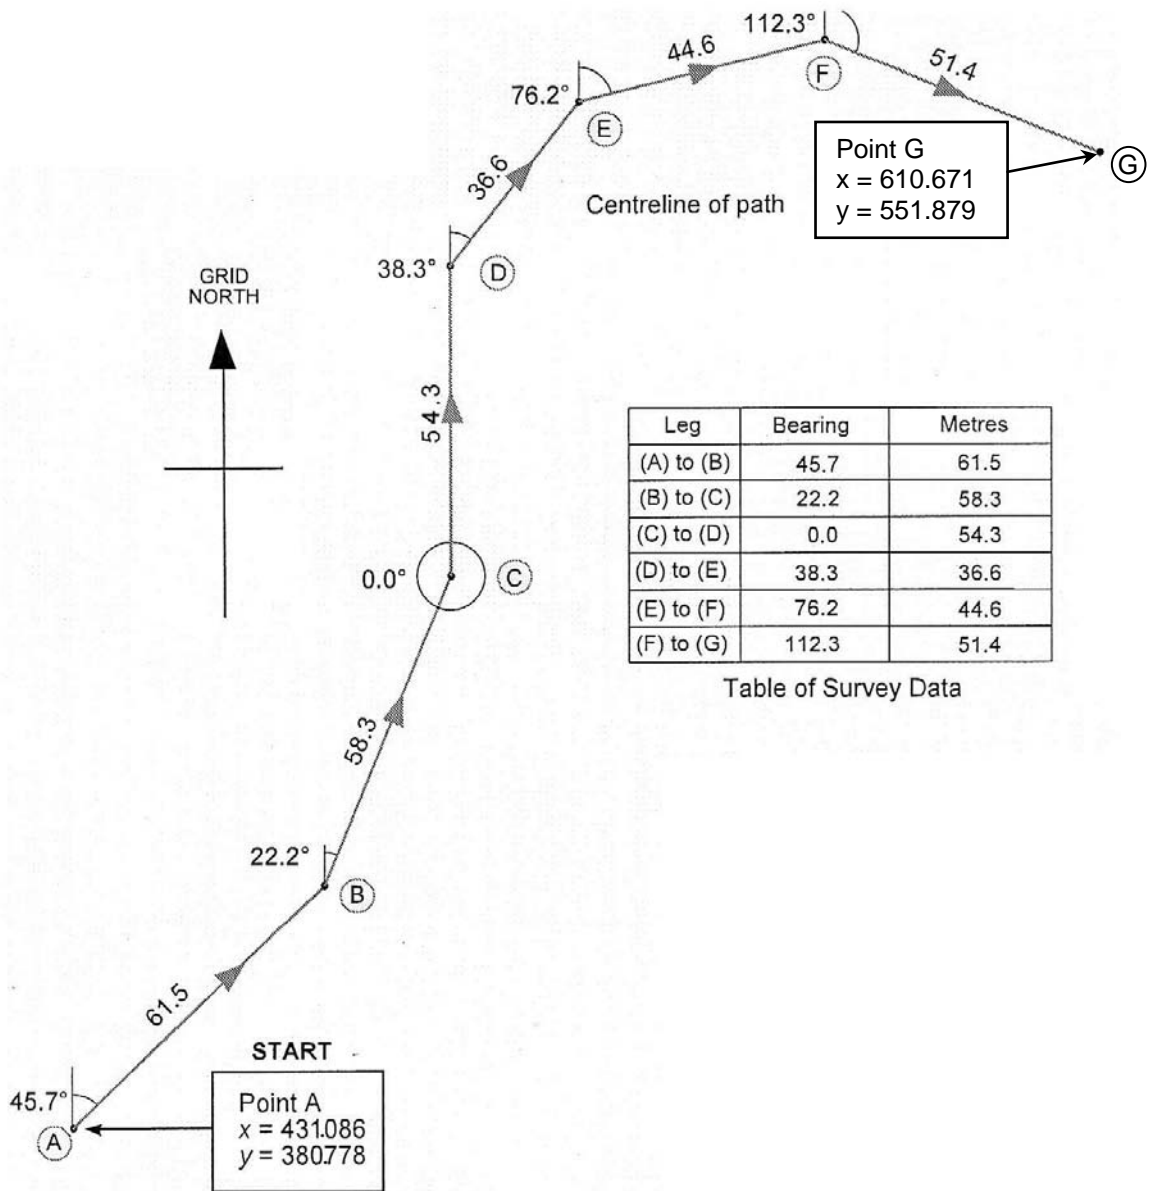 112.3°
44.6
F
51.4
76.2°
E
Point G
x = 610.671
y = 551.879
G
36.6
Centreline of path
38.3°
D
GRID
NORTH
54.3
0.0°
C
Leg Bearing Metres
(A) to (B) 45.7 61.5
(B) to (C) 22.2 58.3
(C) to (D) 0.0 54.3
(D) to (E) 38.3 36.6
(E) to (F) 76.2 44.6
(F) to (G) 112.3 51.4
Table of Survey Data
58.3
22.2°
B
61.5
START
45.7°
A
Point A
x = 431.086
y = 380.778